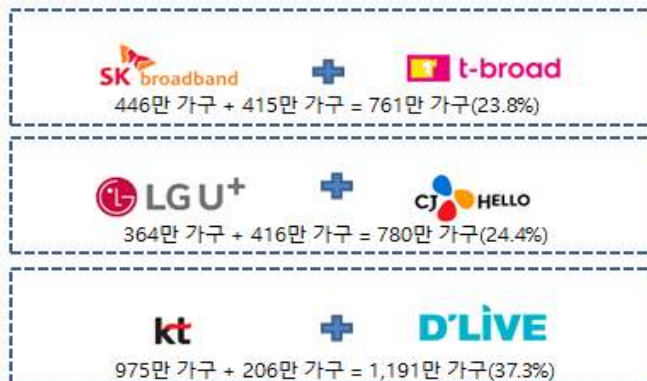 SK broadband t-broad
446만 가구 + 415만 가구 = 761만 가구(23.8%)
LG U+ CJ HELLO
364만 가구 + 416만 가구 = 780만 가구(24.4%)
kt D'LIVE
975만 가구 + 206만 가구 = 1,191만 가구(37.3%)